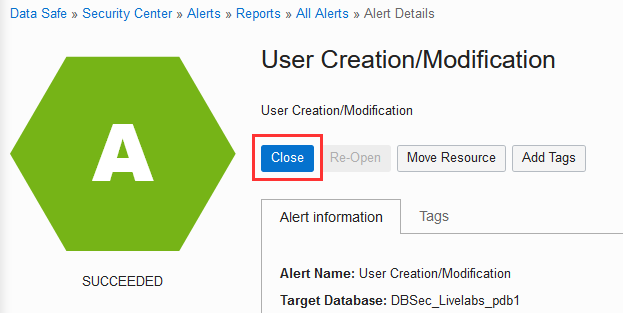 Data Safe » Security Center » Alerts » Reports » All Alerts » Alert Details
A
SUCCEEDED
User Creation/Modification
User Creation/Modification
Close Re-Open Move Resource Add Tags
Alert information Tags
Alert Name: User Creation/Modification
Target Database: DBSec_Livelabs_pdb1